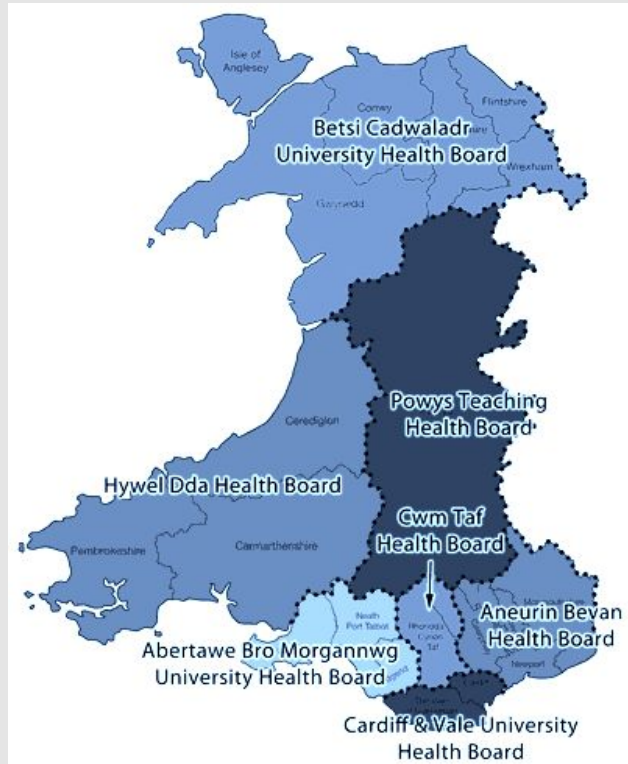 Isle of
Anglesey
Conwy
Flintshire
Betsi Cadwaladr
University Health Board
Wrexham
Gwynedd
Powys Teaching
Health Board
Ceredigion
Hywel Dda Health Board
Cwm Taf
Health Board
Pembrokeshire
Carmarthenshire
Neath
Port Talbot
Rhondda
Cynon
Taf
Aneurin Bevan
Health Board
Newport
Abertawe Bro Morgannwg
University Health Board
Cardiff & Vale University
Health Board